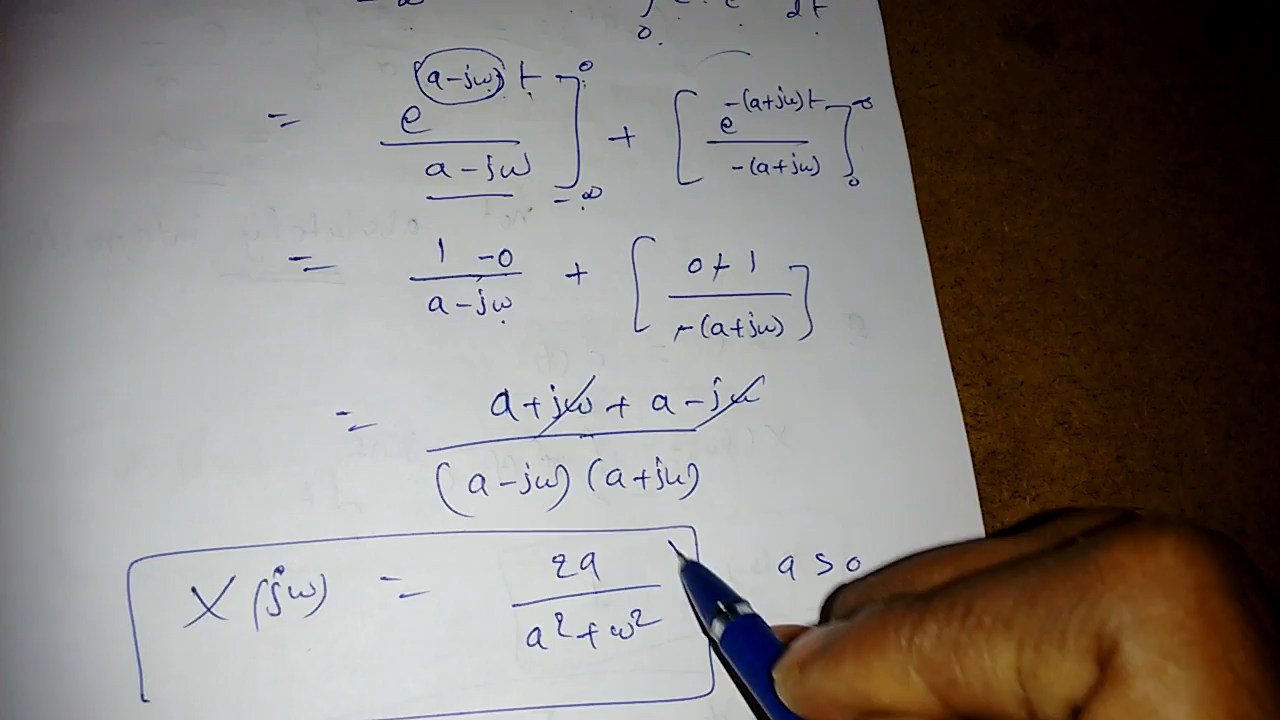 = e^(a-jω)t / a-jω ]_-∞^0 + [ e^-(a+jω)t / -(a+jω) ]_0^∞
= 1 -0 / a-jω + [ 0+1 / -(a+jω) ]
= a+jω + a-jω / (a-jω) (a+jω)
X(jω) = 2a / a²+ω² a>0